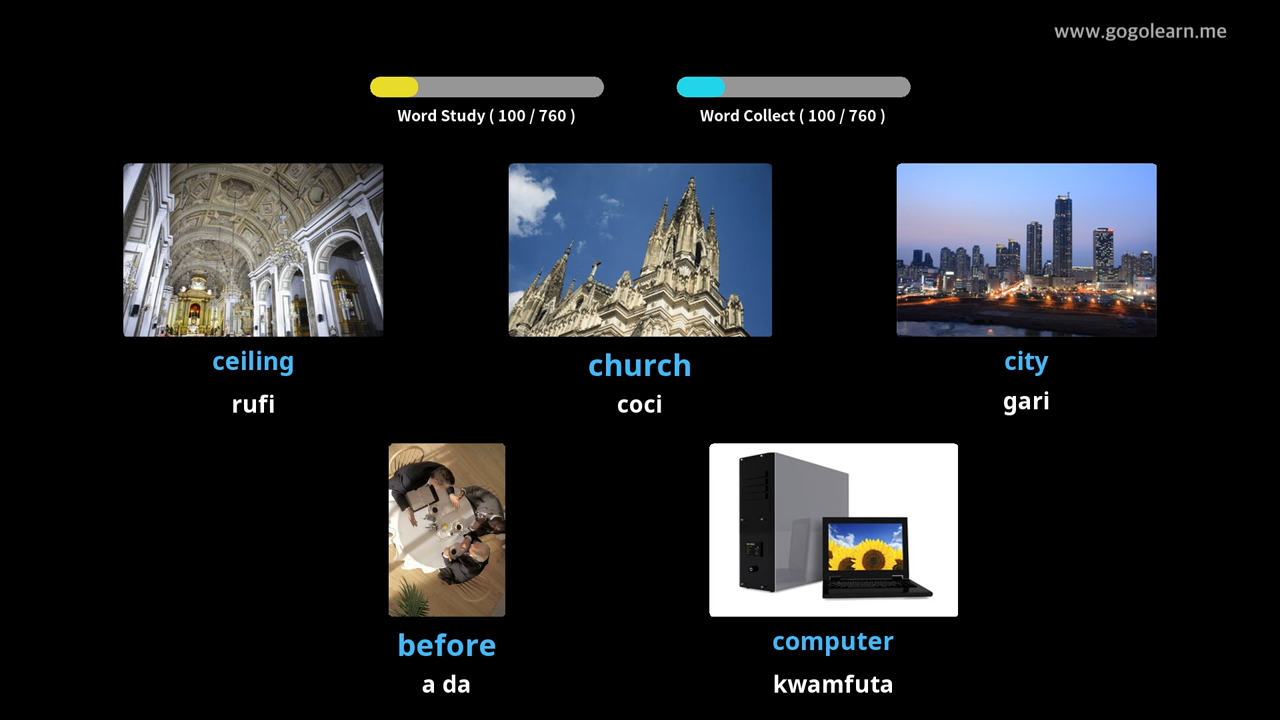 www.gogolearn.me
Word Study ( 100 / 760 )
Word Collect ( 100 / 760 )
ceiling
rufi
church
coci
city
gari
before
a da
computer
kwamfuta